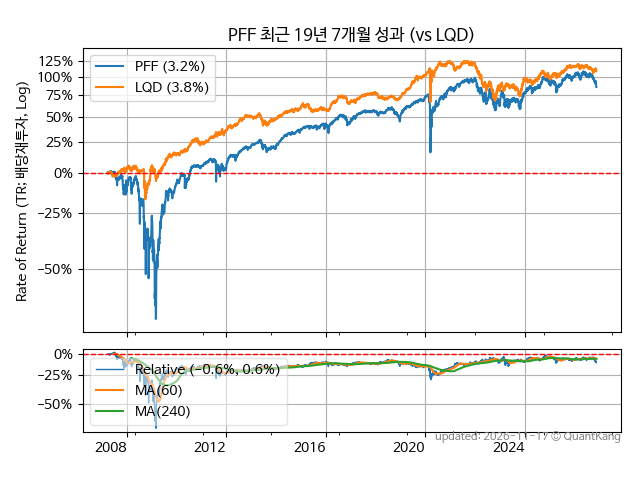 PFF 최근 19년 7개월 성과 (vs LQD)
Rate of Return (TR; 배당재투자, Log)
PFF (3.2%)
LQD (3.8%)
125%
100%
75%
50%
25%
0%
−25%
−50%
0%
−25%
−50%
Relative (−0.6%, 0.6%)
MA(60)
MA(240)
2008
2012
2016
2020
2024
© QuantKang